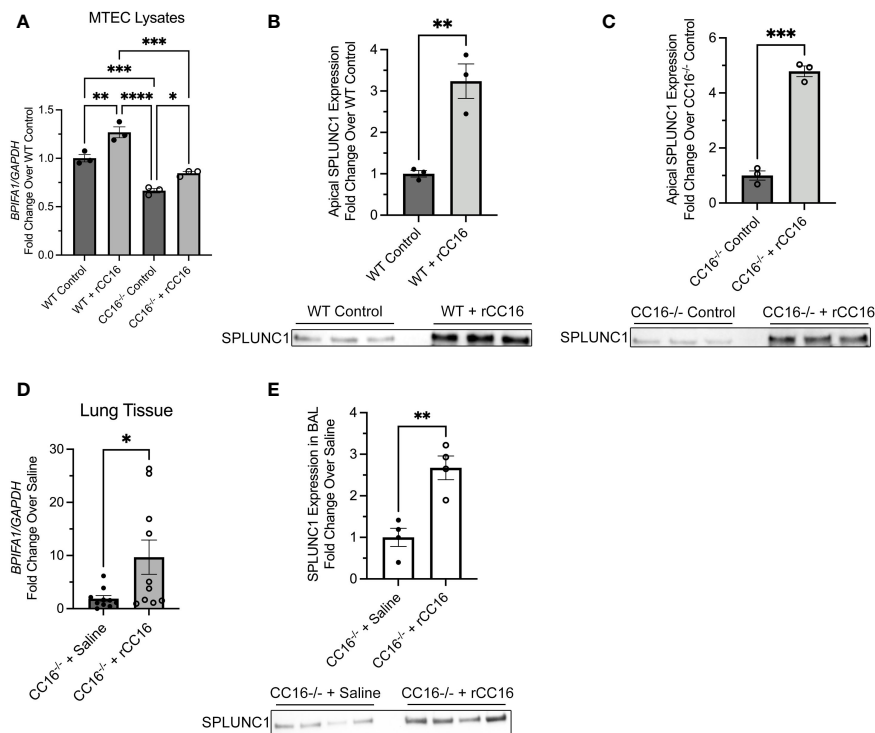 A
MTEC Lysates
BPIFA1/GAPDH
Fold Change Over WT Control
1.5
1.0
0.5
0.0
***
***
** **** *
WT Control
WT + rCC16
CC16-/- Control
CC16-/- + rCC16
B
Apical SPLUNC1 Expression
Fold Change Over WT Control
4
3
2
1
0
**
WT Control
WT + rCC16
WT Control WT + rCC16
SPLUNC1
C
Apical SPLUNC1 Expression
Fold Change Over CC16-/- Control
6
4
2
0
***
CC16-/- Control
CC16-/- + rCC16
CC16-/- Control CC16-/- + rCC16
SPLUNC1
D
Lung Tissue
BPIFA1/GAPDH
Fold Change Over Saline
30
20
10
0
*
CC16-/- + Saline
CC16-/- + rCC16
E
SPLUNC1 Expression in BAL
Fold Change Over Saline
4
3
2
1
0
**
CC16-/- + Saline
CC16-/- + rCC16
CC16-/- + Saline CC16-/- + rCC16
SPLUNC1